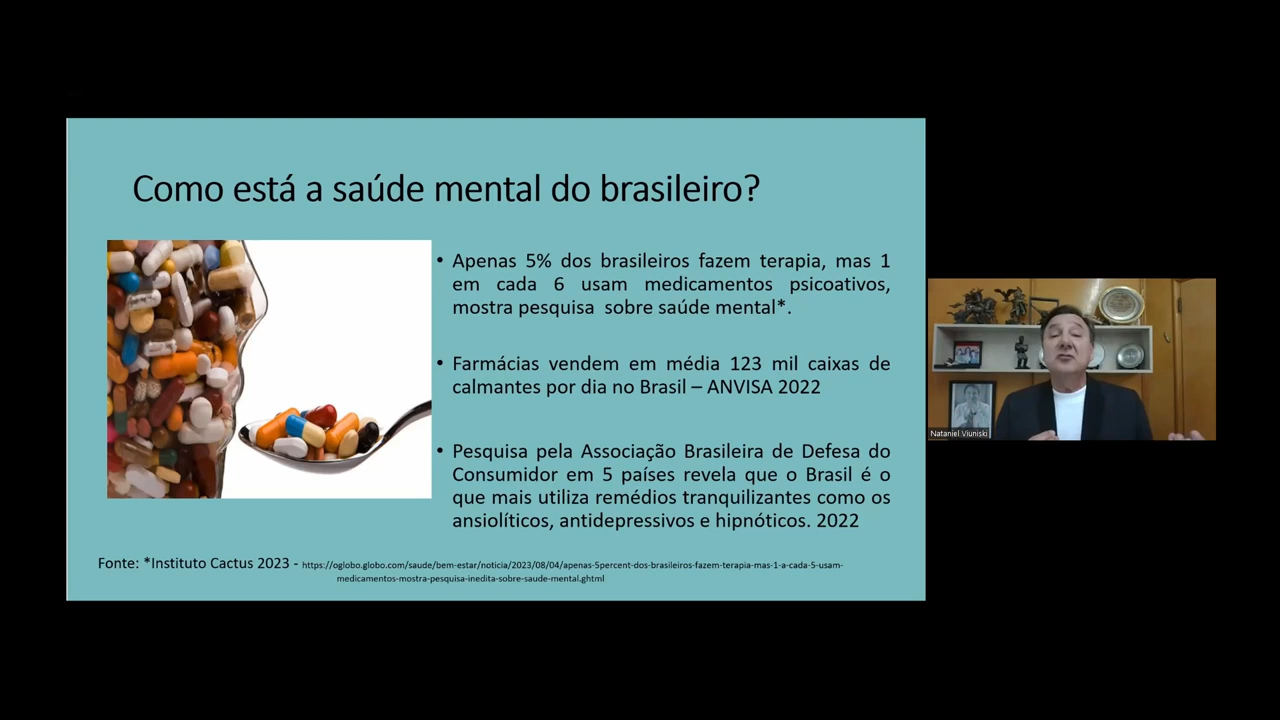 Como está a saúde mental do brasileiro?
• Apenas 5% dos brasileiros fazem terapia, mas 1
em cada 6 usam medicamentos psicoativos,
mostra pesquisa sobre saúde mental*.
• Farmácias vendem em média 123 mil caixas de
calmantes por dia no Brasil – ANVISA 2022
• Pesquisa pela Associação Brasileira de Defesa do
Consumidor em 5 países revela que o Brasil é o
que mais utiliza remédios tranquilizantes como os
ansiolíticos, antidepressivos e hipnóticos. 2022
Fonte: *Instituto Cactus 2023 - https://oglobo.globo.com/saude/bem-estar/noticia/2023/08/04/apenas-5percent-dos-brasileiros-fazem-terapia-mas-1-a-cada-5-usam-
medicamentos-mostra-pesquisa-inedita-sobre-saude-mental.ghtml
Nataniel Viuniski